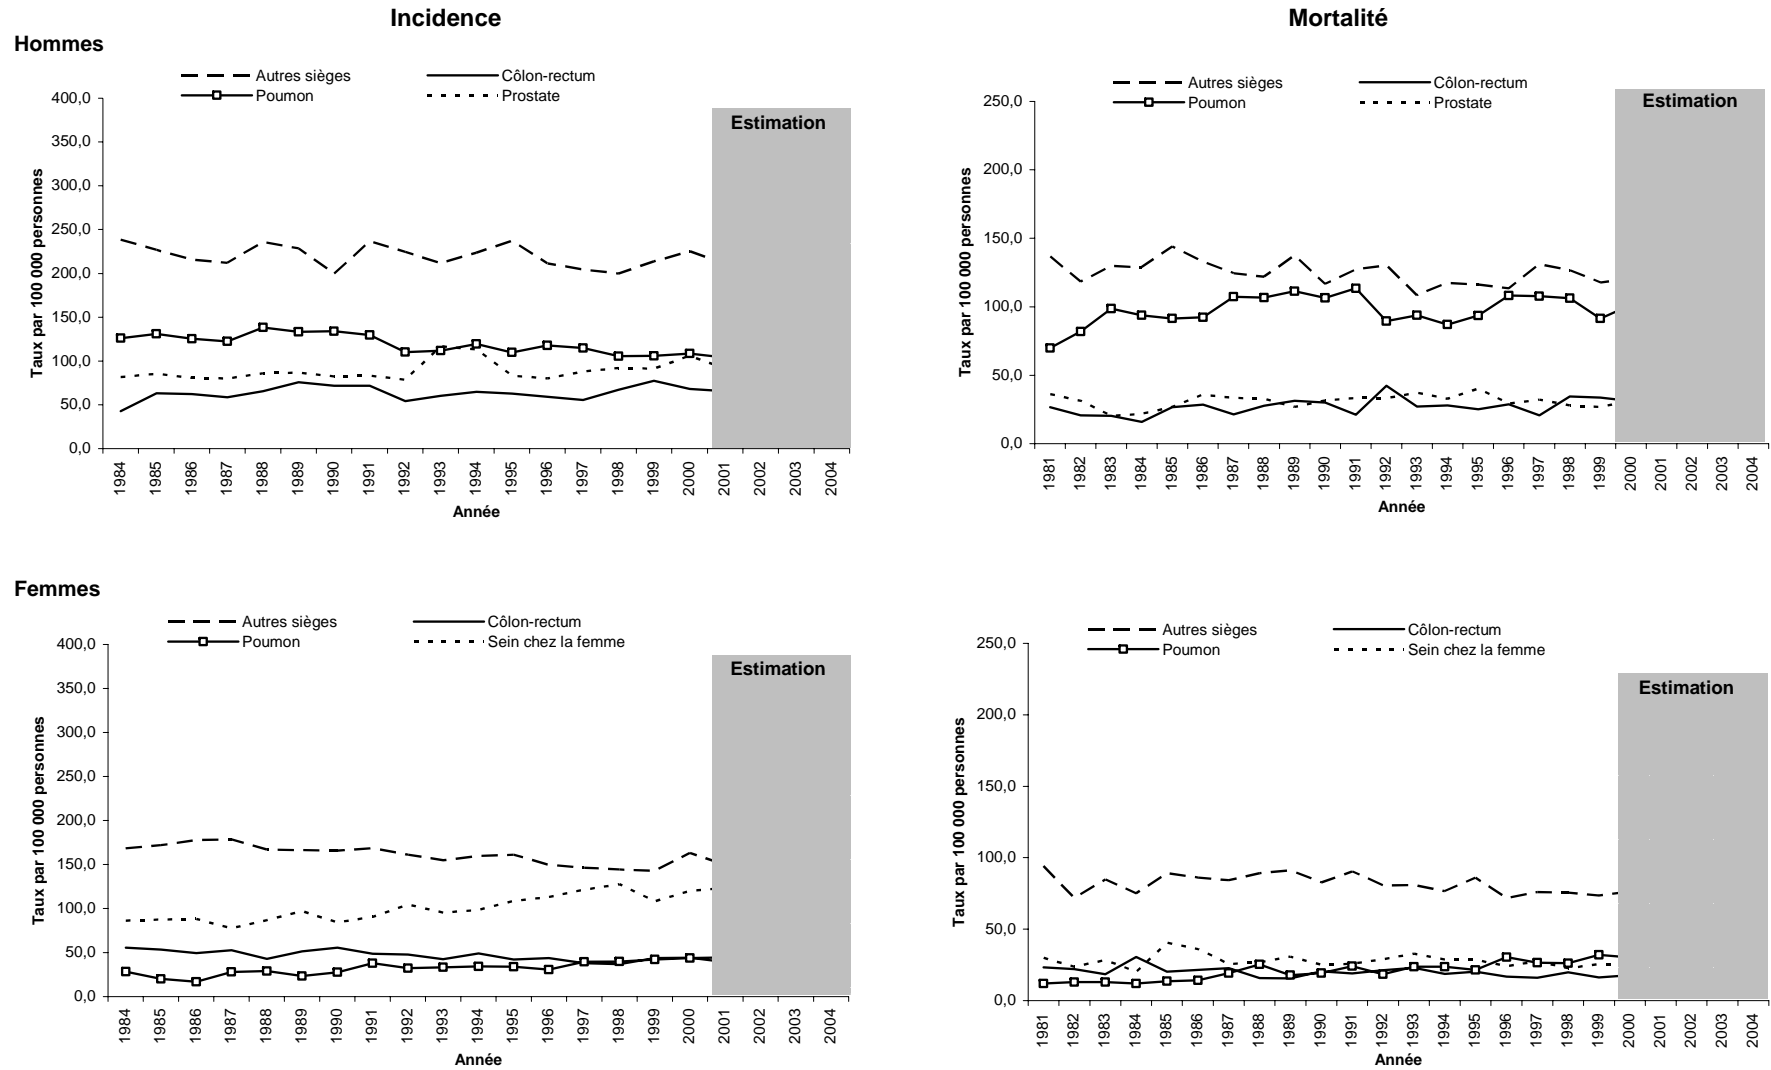 Incidence
Mortalité
Hommes
Autres sièges
Côlon-rectum
Poumon
Prostate
400,0
350,0
300,0
250,0
200,0
150,0
100,0
50,0
0,0
Taux par 100 000 personnes
Estimation
1984 1985 1986 1987 1988 1989 1990 1991 1992 1993 1994 1995 1996 1997 1998 1999 2000 2001 2002 2003 2004
Année
Autres sièges
Côlon-rectum
Poumon
Prostate
250,0
200,0
150,0
100,0
50,0
0,0
Taux par 100 000 personnes
Estimation
1981 1982 1983 1984 1985 1986 1987 1988 1989 1990 1991 1992 1993 1994 1995 1996 1997 1998 1999 2000 2001 2002 2003 2004
Année
Femmes
Autres sièges
Côlon-rectum
Poumon
Sein chez la femme
400,0
350,0
300,0
250,0
200,0
150,0
100,0
50,0
0,0
Taux par 100 000 personnes
Estimation
1984 1985 1986 1987 1988 1989 1990 1991 1992 1993 1994 1995 1996 1997 1998 1999 2000 2001 2002 2003 2004
Année
Autres sièges
Côlon-rectum
Poumon
Sein chez la femme
250,0
200,0
150,0
100,0
50,0
0,0
Taux par 100 000 personnes
Estimation
1981 1982 1983 1984 1985 1986 1987 1988 1989 1990 1991 1992 1993 1994 1995 1996 1997 1998 1999 2000 2001 2002 2003 2004
Année